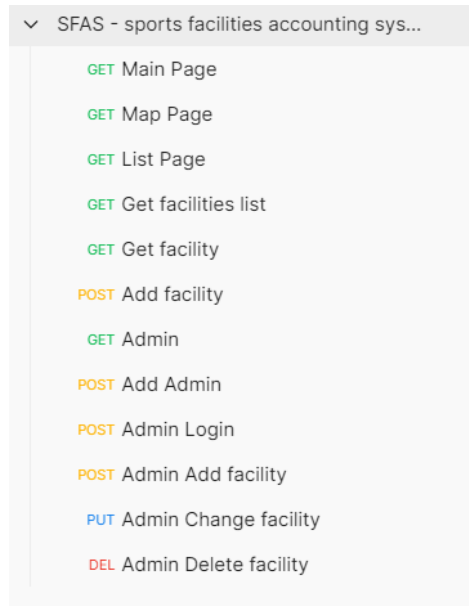 SFAS - sports facilities accounting sys...
GET Main Page
GET Map Page
GET List Page
GET Get facilities list
GET Get facility
POST Add facility
GET Admin
POST Add Admin
POST Admin Login
POST Admin Add facility
PUT Admin Change facility
DEL Admin Delete facility